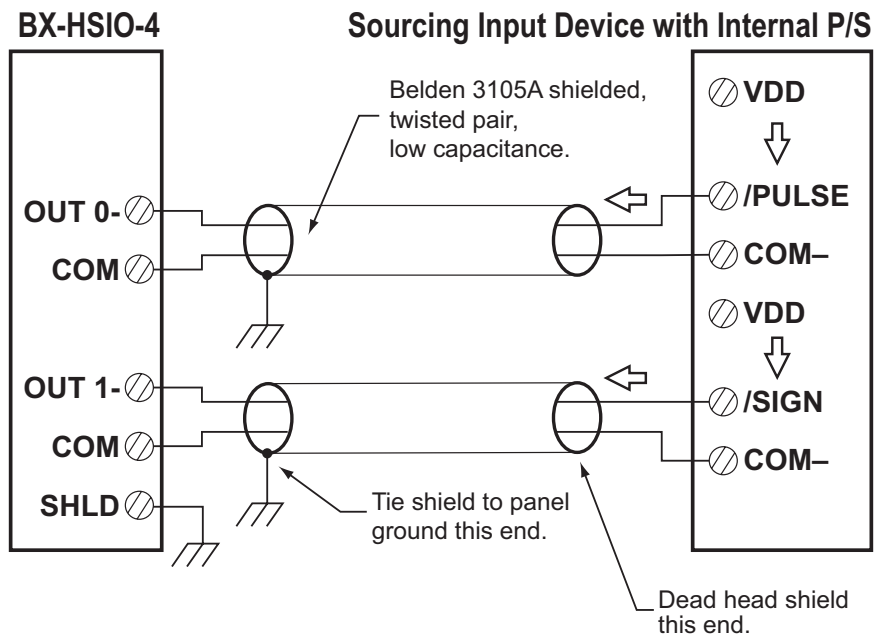 BX-HSIO-4
Sourcing Input Device with Internal P/S
Belden 3105A shielded,
twisted pair,
low capacitance.
OUT 0-
COM
OUT 1-
COM
SHLD
VDD
/PULSE
COM–
VDD
/SIGN
COM–
Tie shield to panel
ground this end.
Dead head shield
this end.